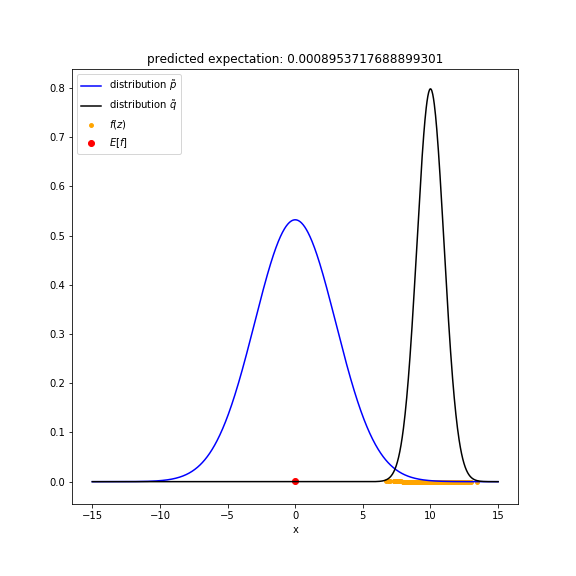 predicted expectation: 0.0008953717688899301
distribution p̃
distribution q̃
f(z)
E[f]
0.8
0.7
0.6
0.5
0.4
0.3
0.2
0.1
0.0
−15 −10 −5 0 5 10 15
x